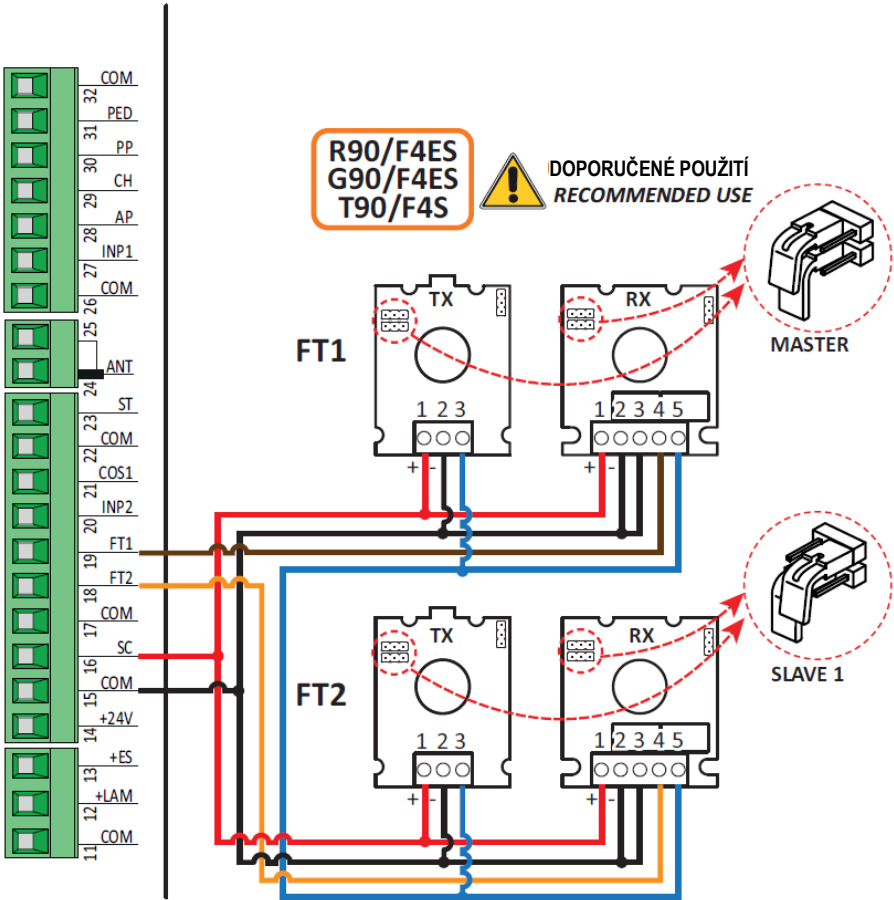 COM
32
PED
31
PP
30
CH
29
AP
28
INP1
27
COM
26
25
ANT
24
ST
23
COM
22
COS1
21
INP2
20
FT1
19
FT2
18
COM
17
SC
16
COM
15
+24V
14
+ES
13
+LAM
12
COM
11
R90/F4ES
G90/F4ES
T90/F4S
DOPORUČENÉ POUŽITÍ
RECOMMENDED USE
MASTER
FT1
TX
1 2 3
+ -
RX
1 2 3 4 5
+ -
SLAVE 1
FT2
TX
1 2 3
+ -
RX
1 2 3 4 5
+ -